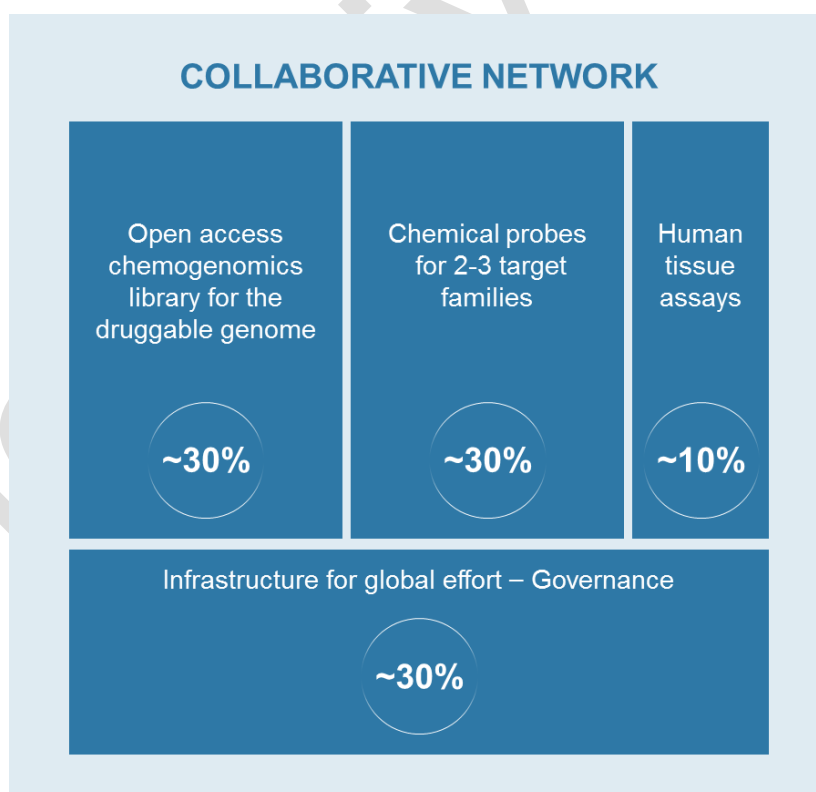 COLLABORATIVE NETWORK
Open access
chemogenomics
library for the
druggable genome
~30%
Chemical probes
for 2-3 target
families
~30%
Human
tissue
assays
~10%
Infrastructure for global effort – Governance
~30%